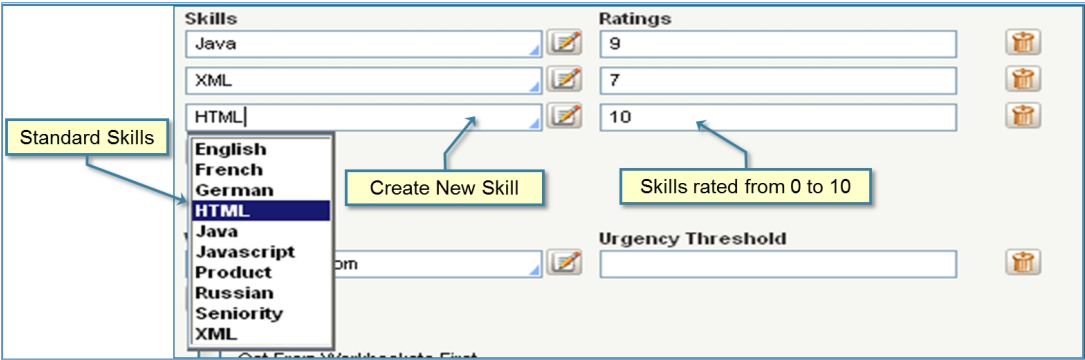 Skills Ratings
Java 9
XML 7
HTML 10
Standard Skills
English
French
German
HTML
Java
Javascript
Product
Russian
Seniority
XML
Create New Skill
Skills rated from 0 to 10
Urgency Threshold
om